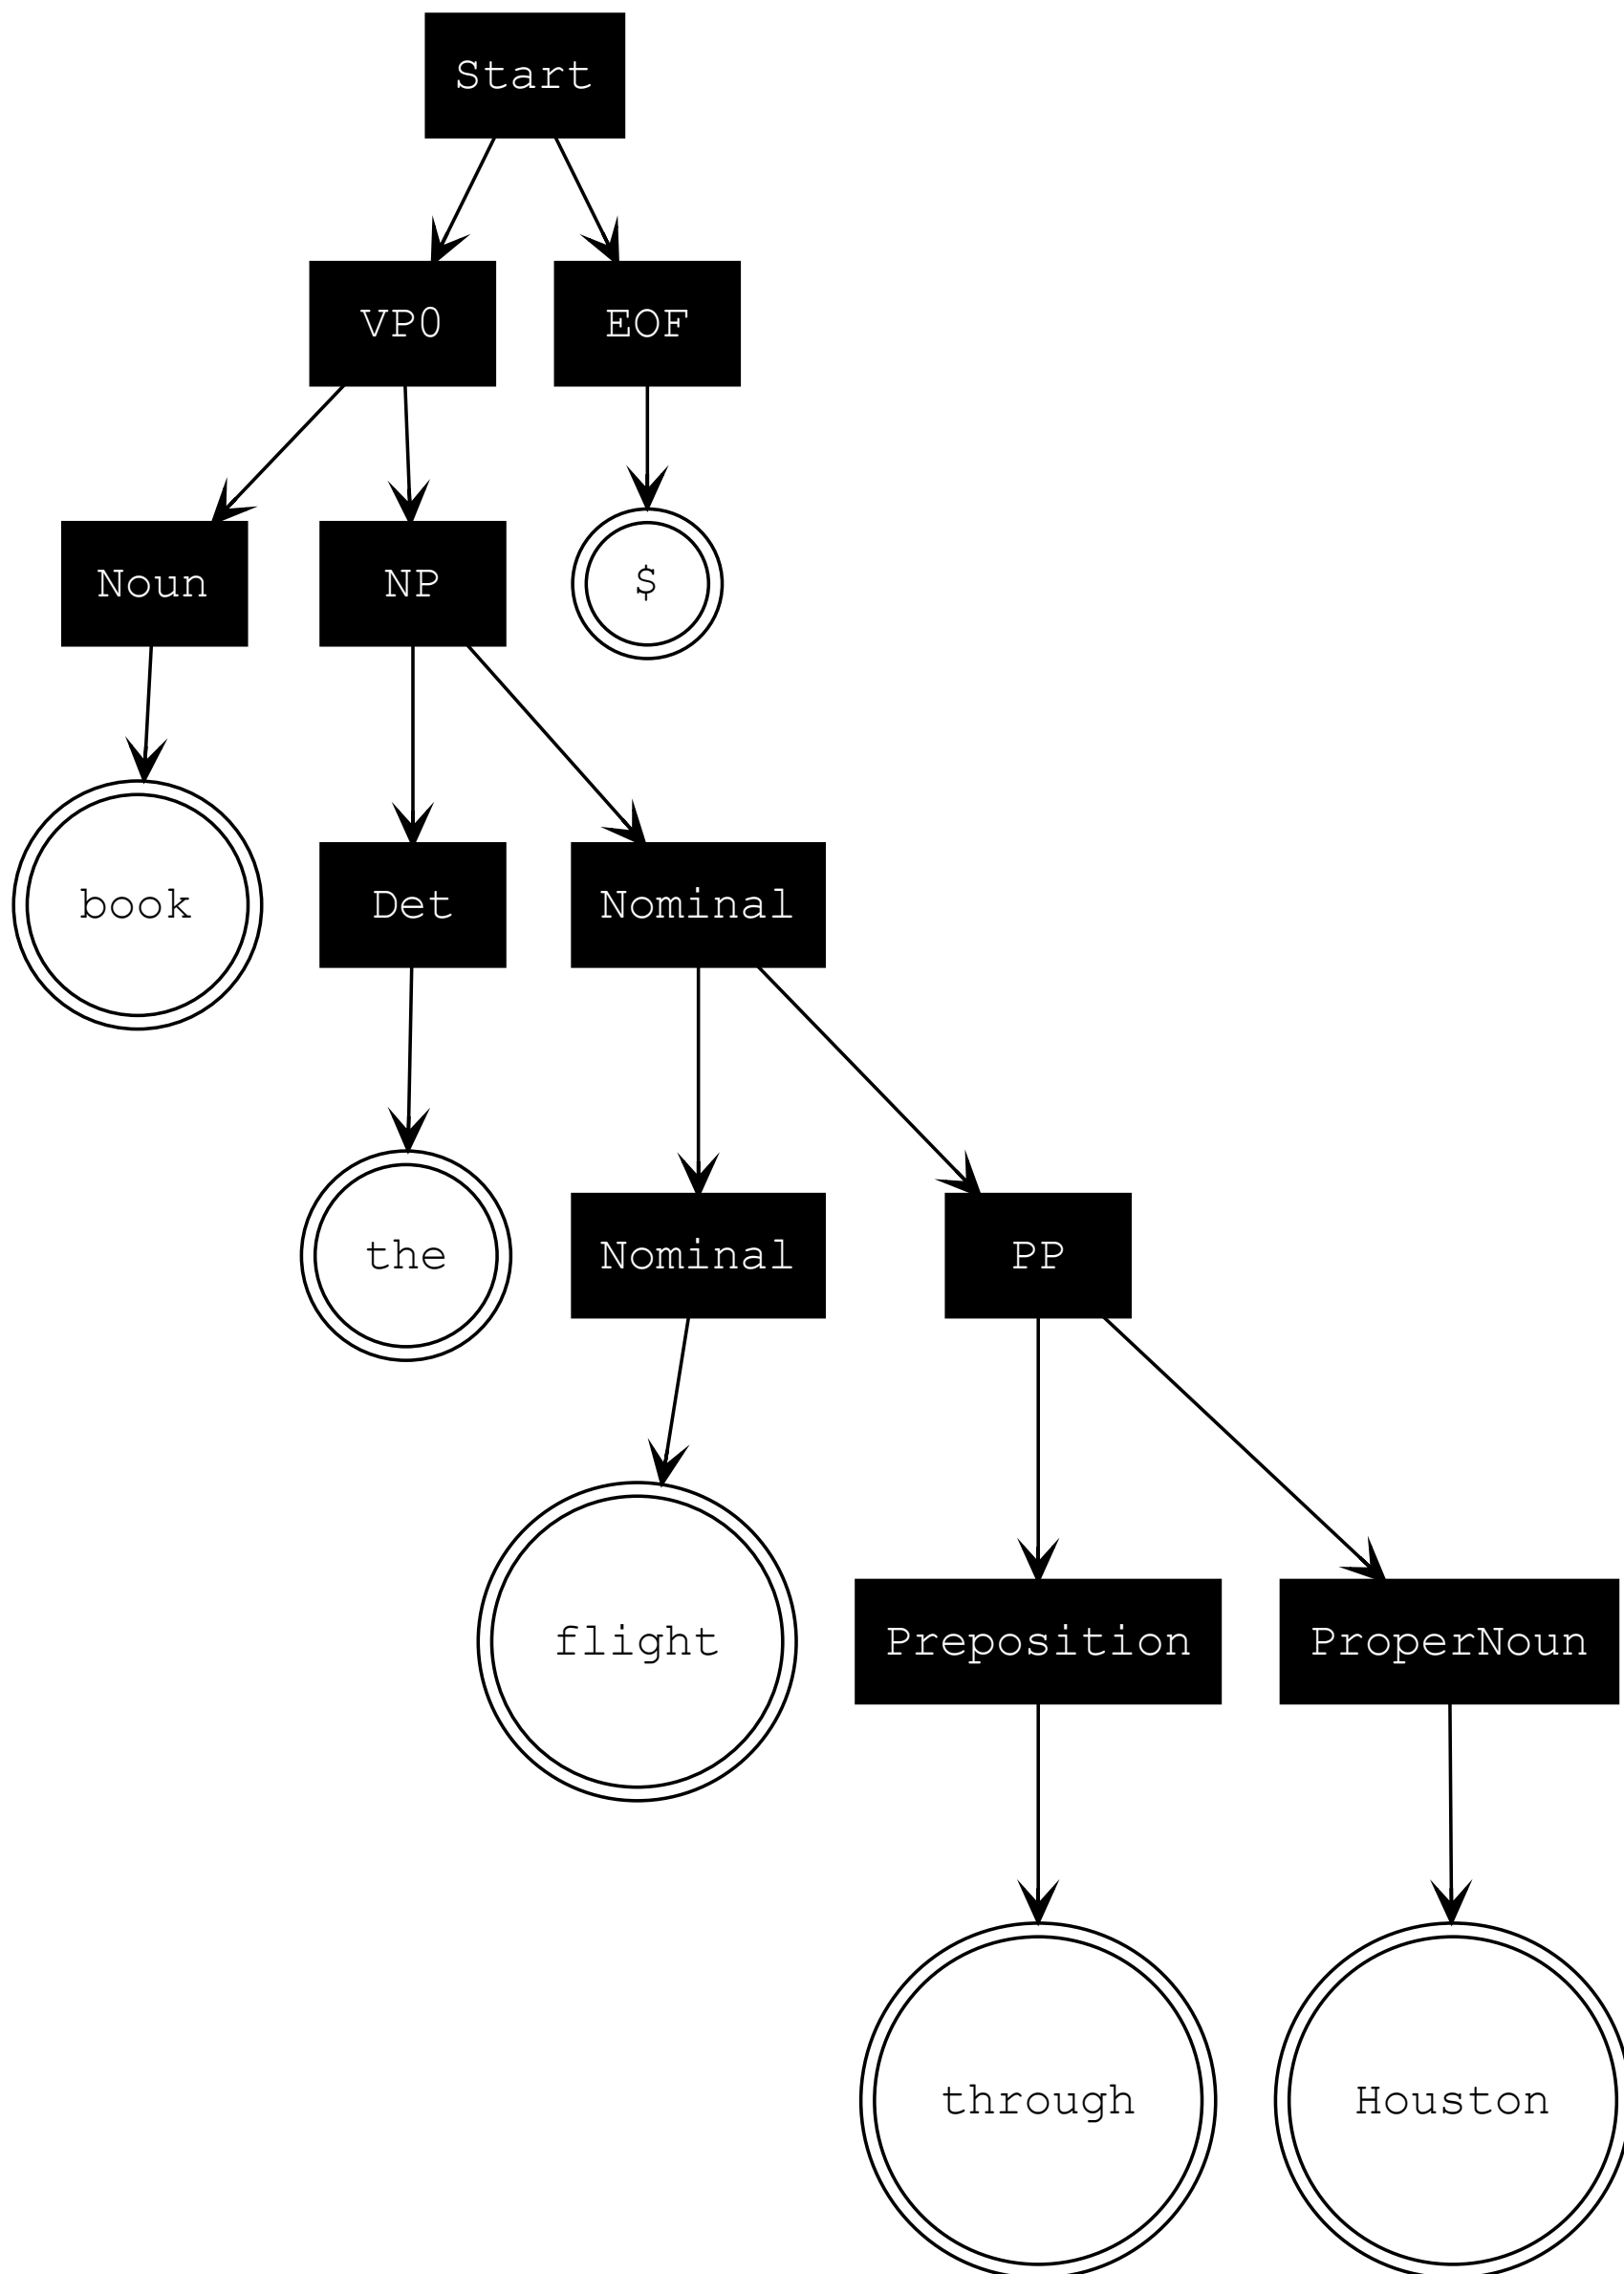 Start
VP0 EOF
Noun NP $
book Det Nominal
the Nominal PP
flight Preposition ProperNoun
through Houston